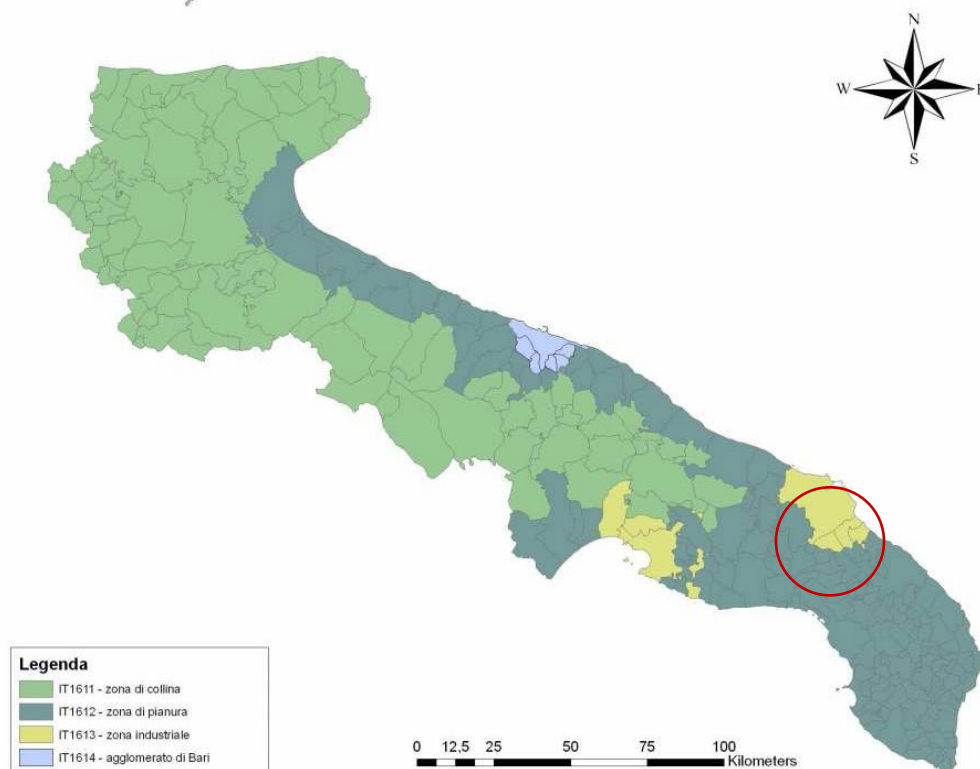 N
W
E
S
Legenda
IT1611 - zona di collina
IT1612 - zona di pianura
IT1613 - zona industriale
IT1614 - agglomerato di Bari
0 12,5 25 50 75 100
Kilometers